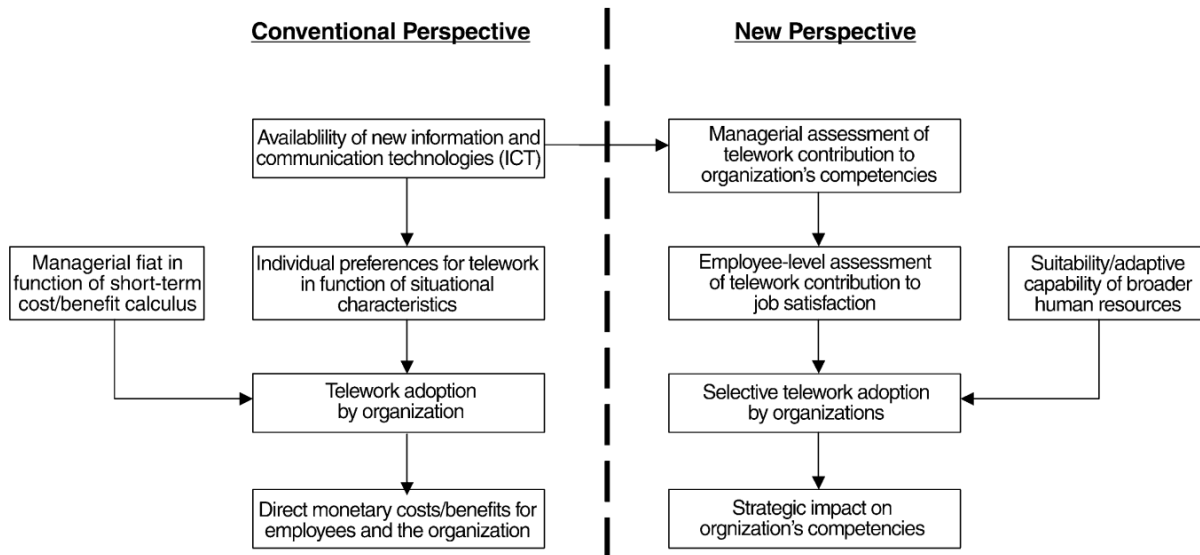 Conventional Perspective
New Perspective
Availablility of new information and
communication technologies (ICT)
Managerial assessment of
telework contribution to
organization's competencies
Managerial fiat in
function of short-term
cost/benefit calculus
Individual preferences for telework
in function of situational
characteristics
Employee-level assessment
of telework contribution to
job satisfaction
Suitability/adaptive
capability of broader
human resources
Telework adoption
by organization
Selective telework adoption
by organizations
Direct monetary costs/benefits for
employees and the organization
Strategic impact on
orgnization's competencies